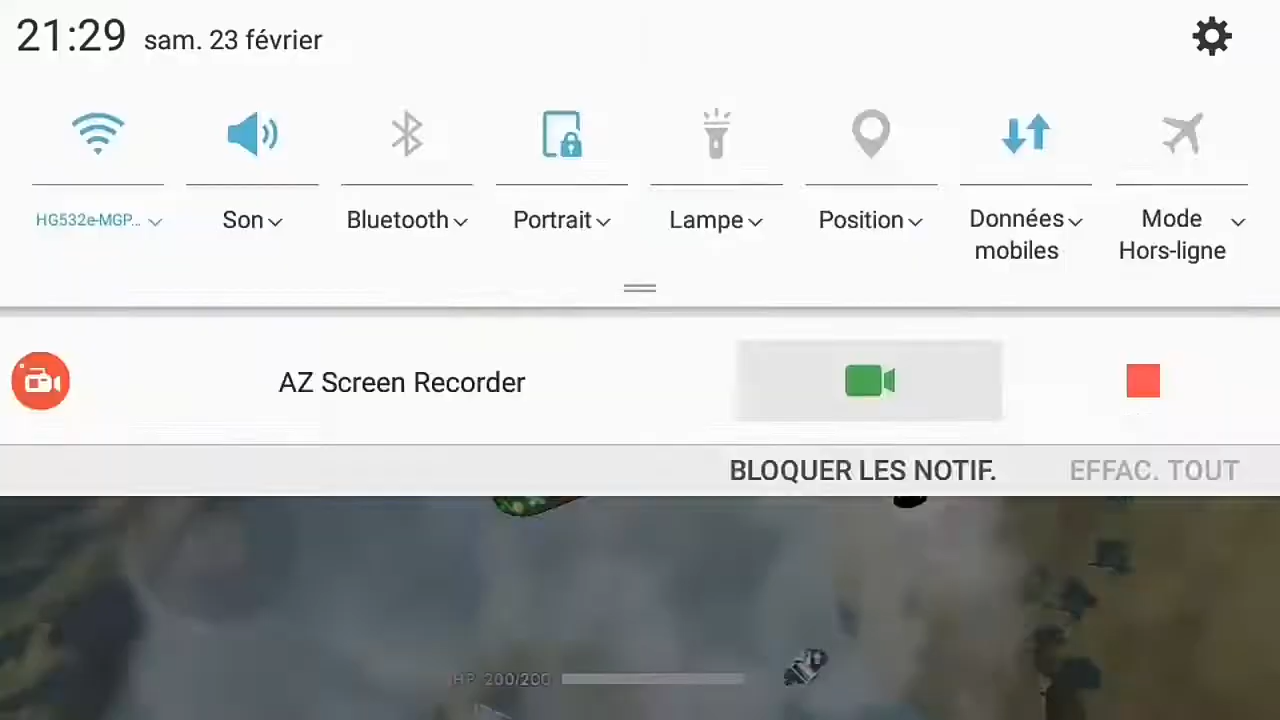 21:29 sam. 23 février
HG532e-MGP... Son Bluetooth Portrait Lampe Position Données mobiles Mode Hors-ligne
AZ Screen Recorder
BLOQUER LES NOTIF. EFFAC. TOUT
HP 200/200